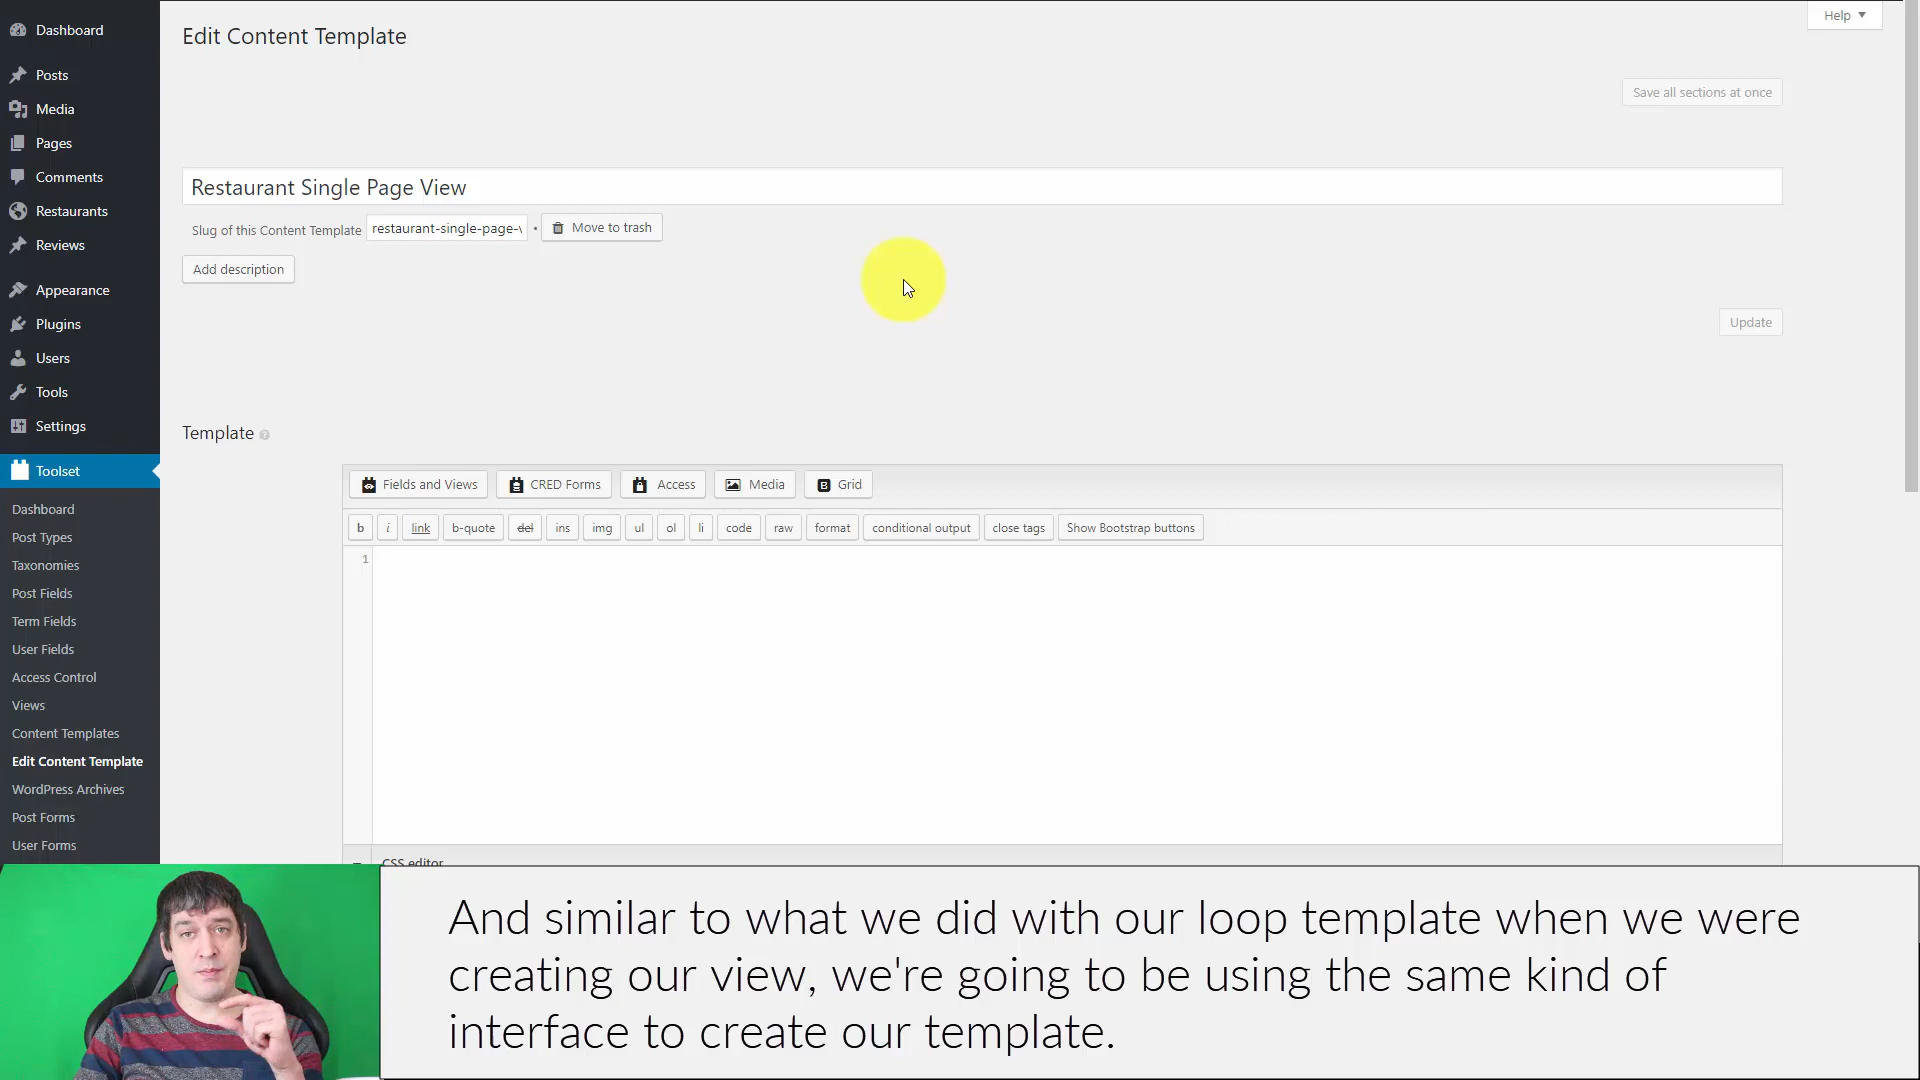 Dashboard
Posts
Media
Pages
Comments
Restaurants
Reviews
Appearance
Plugins
Users
Tools
Settings
Toolset
Dashboard
Post Types
Taxonomies
Post Fields
Term Fields
User Fields
Access Control
Views
Content Templates
Edit Content Template
WordPress Archives
Post Forms
User Forms
Help
Edit Content Template
Save all sections at once
Restaurant Single Page View
Slug of this Content Template restaurant-single-page-v • Move to trash
Add description
Update
Template ?
Fields and Views CRED Forms Access Media B Grid
b i link b-quote del ins img ul ol li code raw format conditional output close tags Show Bootstrap buttons
1
CSS editor
And similar to what we did with our loop template when we were
creating our view, we're going to be using the same kind of
interface to create our template.